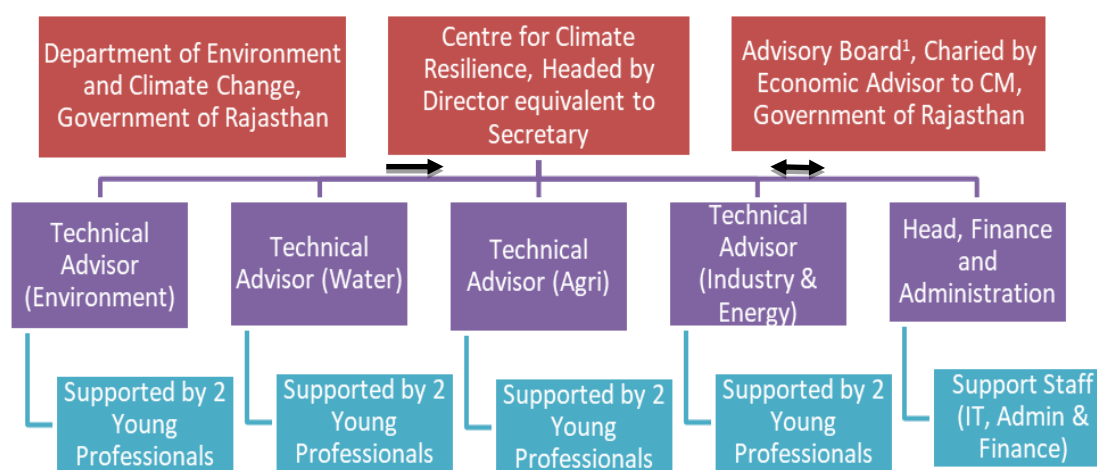 Department of Environment
and Climate Change,
Government of Rajasthan
Centre for Climate
Resilience, Headed by
Director equivalent to
Secretary
Advisory Board¹, Charied by
Economic Advisor to CM,
Government of Rajasthan
Technical
Advisor
(Environment)
Technical
Advisor (Water)
Technical
Advisor (Agri)
Technical
Advisor
(Industry &
Energy)
Head, Finance
and
Administration
Supported by 2
Young
Professionals
Supported by 2
Young
Professionals
Supported by 2
Young
Professionals
Supported by 2
Young
Professionals
Support Staff
(IT, Admin &
Finance)